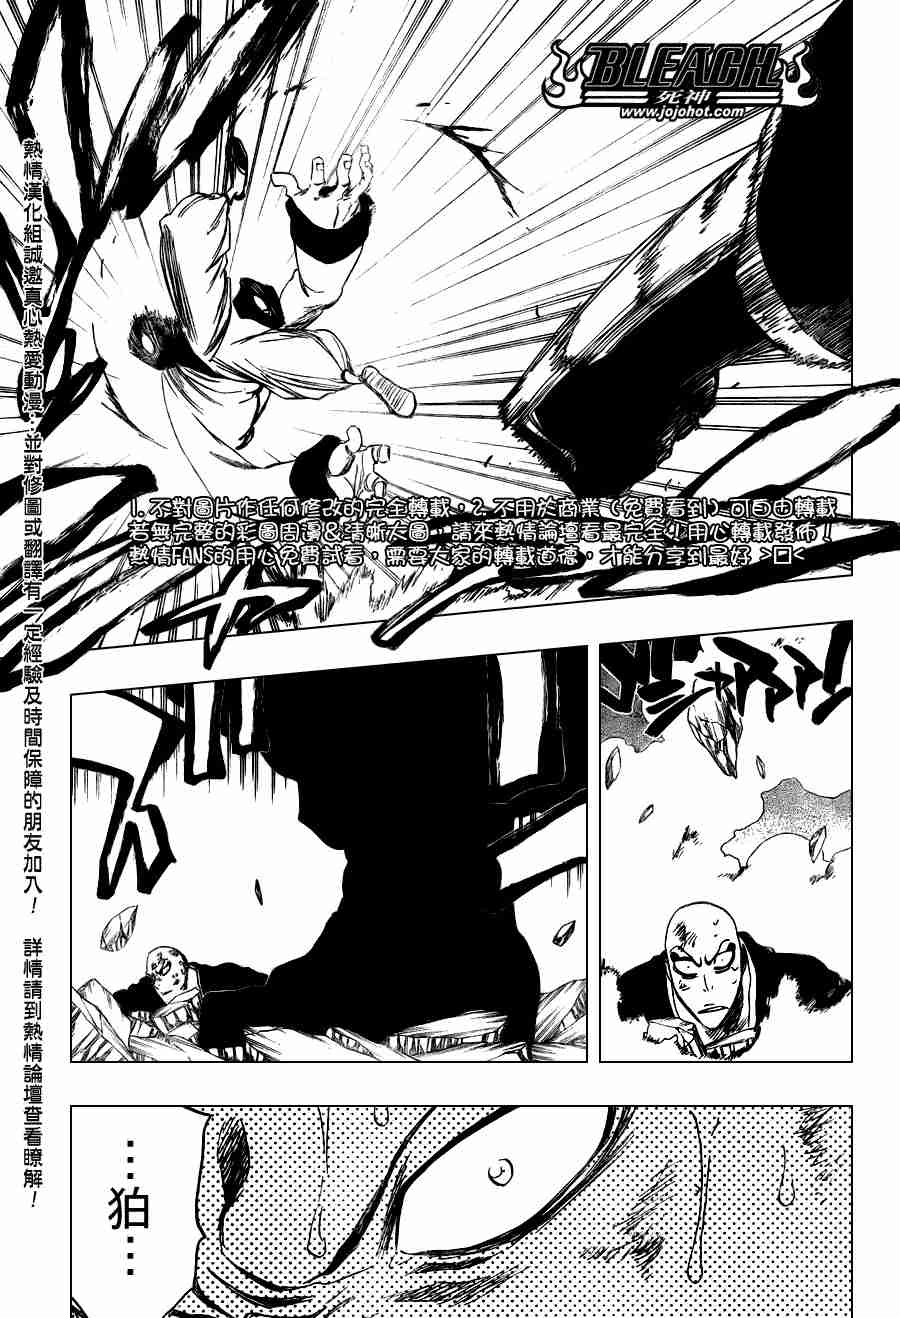 BLEACH
死神
www.jojohot.com
熱情漢化組誠邀真心熱愛動漫：並對修圖或翻譯有一定經驗及時間保障的朋友加入！ 詳情請到熱情論壇查看瞭解！
1. 不對圖片作任何修改的完全轉載，2. 不用於商業（免費看到）可自由轉載
若無完整的彩圖周漫&清晰大圖，請來熱情論壇看最完全！用心轉載發佈！
熱情FANS的用心免費試看，需要大家的轉載道德，才能分享到最好 >口<
…狛…